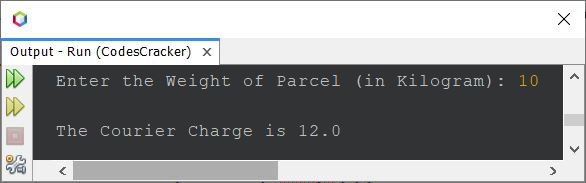 Output - Run (CodesCracker)
Enter the Weight of Parcel (in Kilogram): 10
The Courier Charge is 12.0